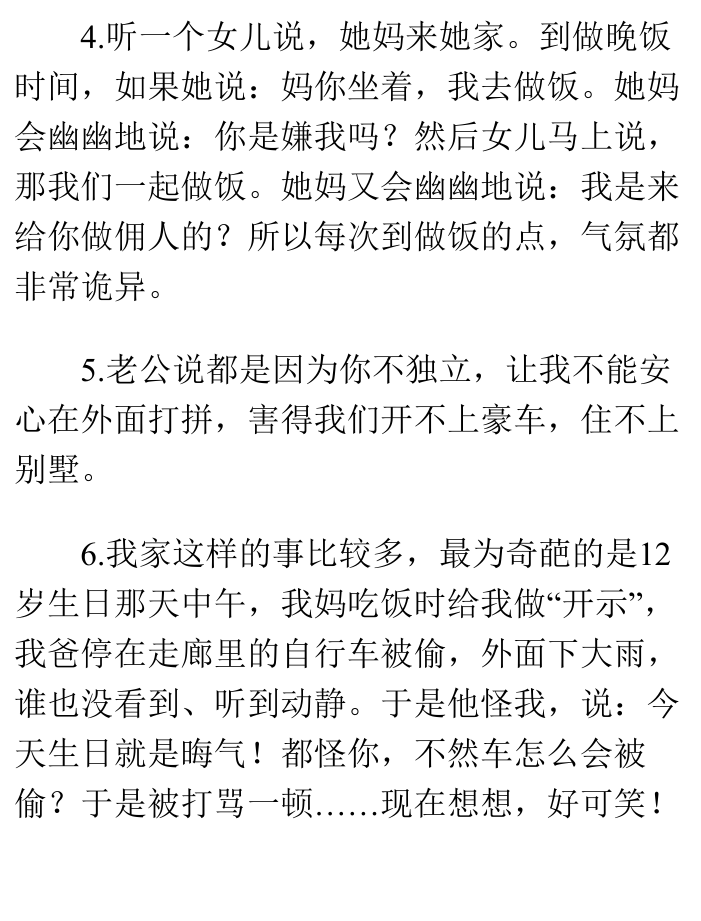 4.听一个女儿说，她妈来她家。到做晚饭
时间，如果她说：妈你坐着，我去做饭。她妈
会幽幽地说：你是嫌我吗？然后女儿马上说，
那我们一起做饭。她妈又会幽幽地说：我是来
给你做佣人的？所以每次到做饭的点，气氛都
非常诡异。
5.老公说都是因为你不独立，让我不能安
心在外面打拼，害得我们开不上豪车，住不上
别墅。
6.我家这样的事比较多，最为奇葩的是12
岁生日那天中午，我妈吃饭时给我做“开示”，
我爸停在走廊里的自行车被偷，外面下大雨，
谁也没看到、听到动静。于是他怪我，说：今
天生日就是晦气！都怪你，不然车怎么会被
偷？于是被打骂一顿……现在想想，好可笑！